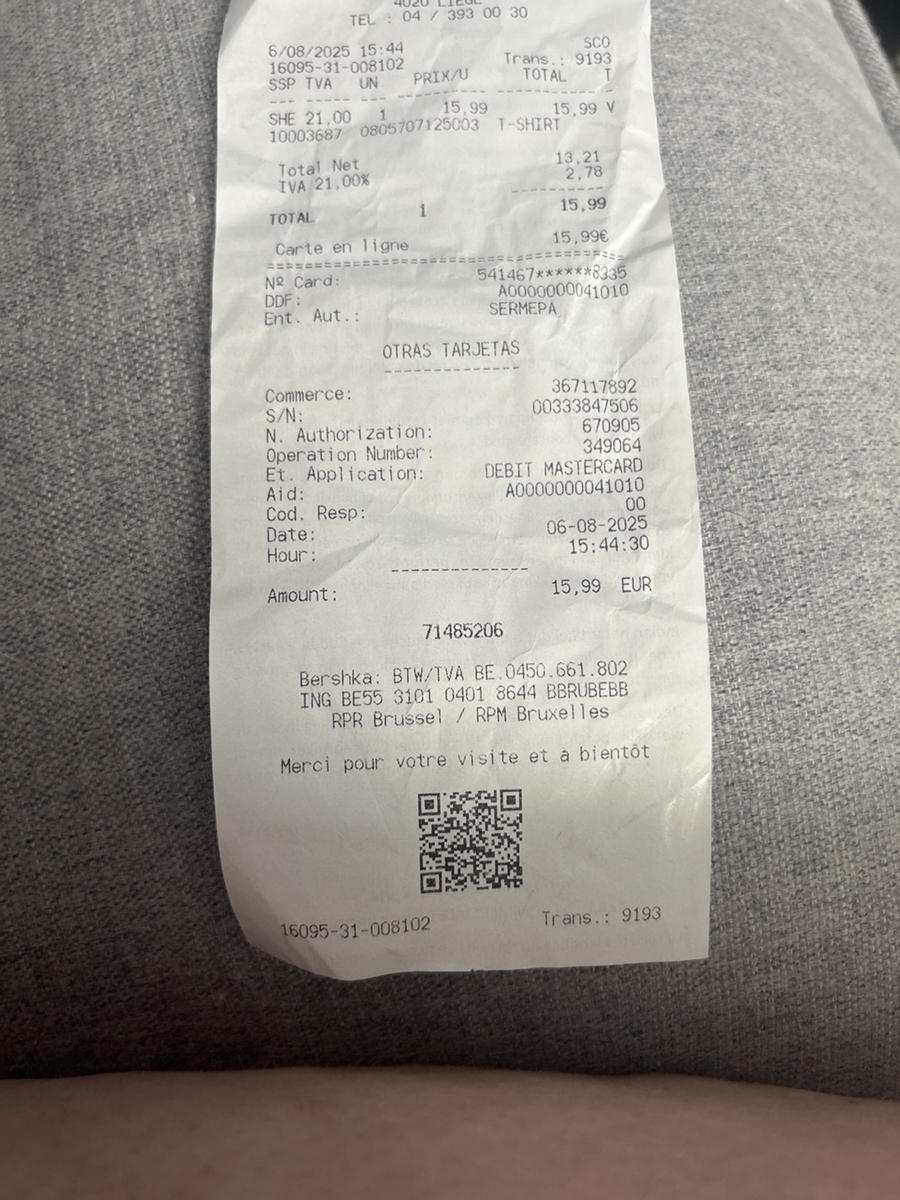 4020 LIEGE
TEL : 04 / 393 00 30
SCO
6/08/2025 15:44
16095-31-008102 Trans.: 9193
SSP TVA UN PRIX/U TOTAL T
--- --- --- ---------- ---------- -
SHE 21,00 1 15,99 15,99 V
10003687 0805707125003 T-SHIRT
Total Net 13,21
IVA 21,00% 2,78
----------
TOTAL 1 15,99
Carte en ligne 15,99€
========================================
Nº Card: 541467******8335
DDF: A0000000041010
Ent. Aut.: SERMEPA
OTRAS TARJETAS
--------------
Commerce: 367117892
S/N: 00333847506
N. Authorization: 670905
Operation Number: 349064
Et. Application: DEBIT MASTERCARD
Aid: A0000000041010
Cod. Resp: 00
Date: 06-08-2025
Hour: 15:44:30
--------------
Amount: 15,99 EUR
71485206
Bershka: BTW/TVA BE.0450.661.802
ING BE55 3101 0401 8644 BBRUBEBB
RPR Brussel / RPM Bruxelles
Merci pour votre visite et à bientôt
16095-31-008102 Trans.: 9193